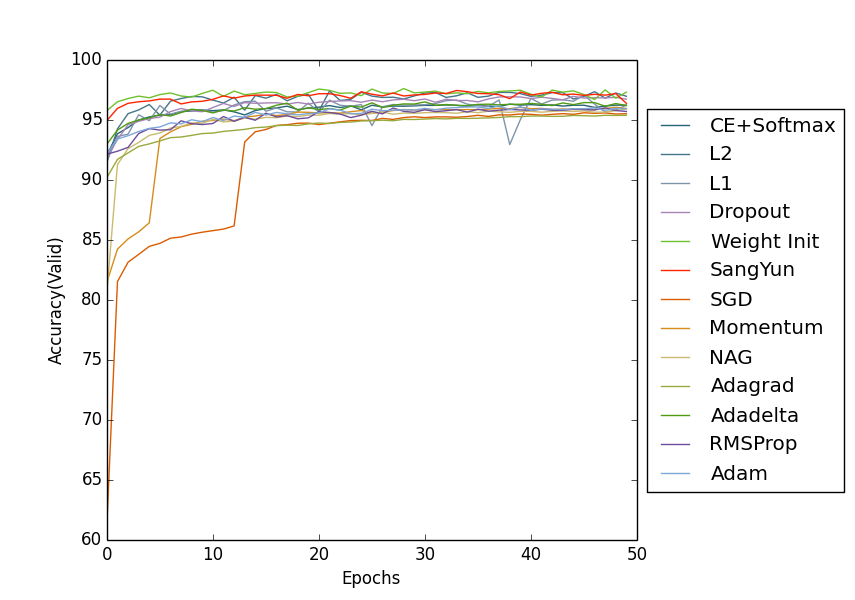 100
95
90
85
80
75
70
65
60
Accuracy(Valid)
0 10 20 30 40 50
Epochs
CE+Softmax
L2
L1
Dropout
Weight Init
SangYun
SGD
Momentum
NAG
Adagrad
Adadelta
RMSProp
Adam